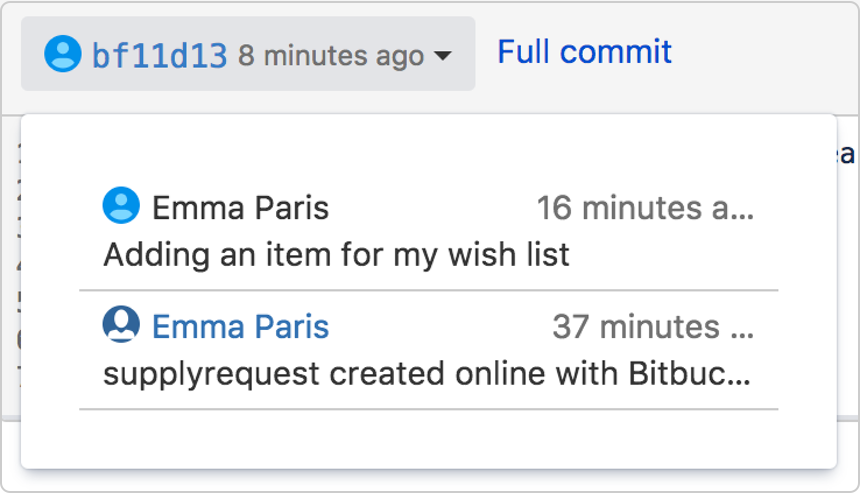 bf11d13 8 minutes ago Full commit
Emma Paris 16 minutes a...
Adding an item for my wish list
Emma Paris 37 minutes ...
supplyrequest created online with Bitbuc...